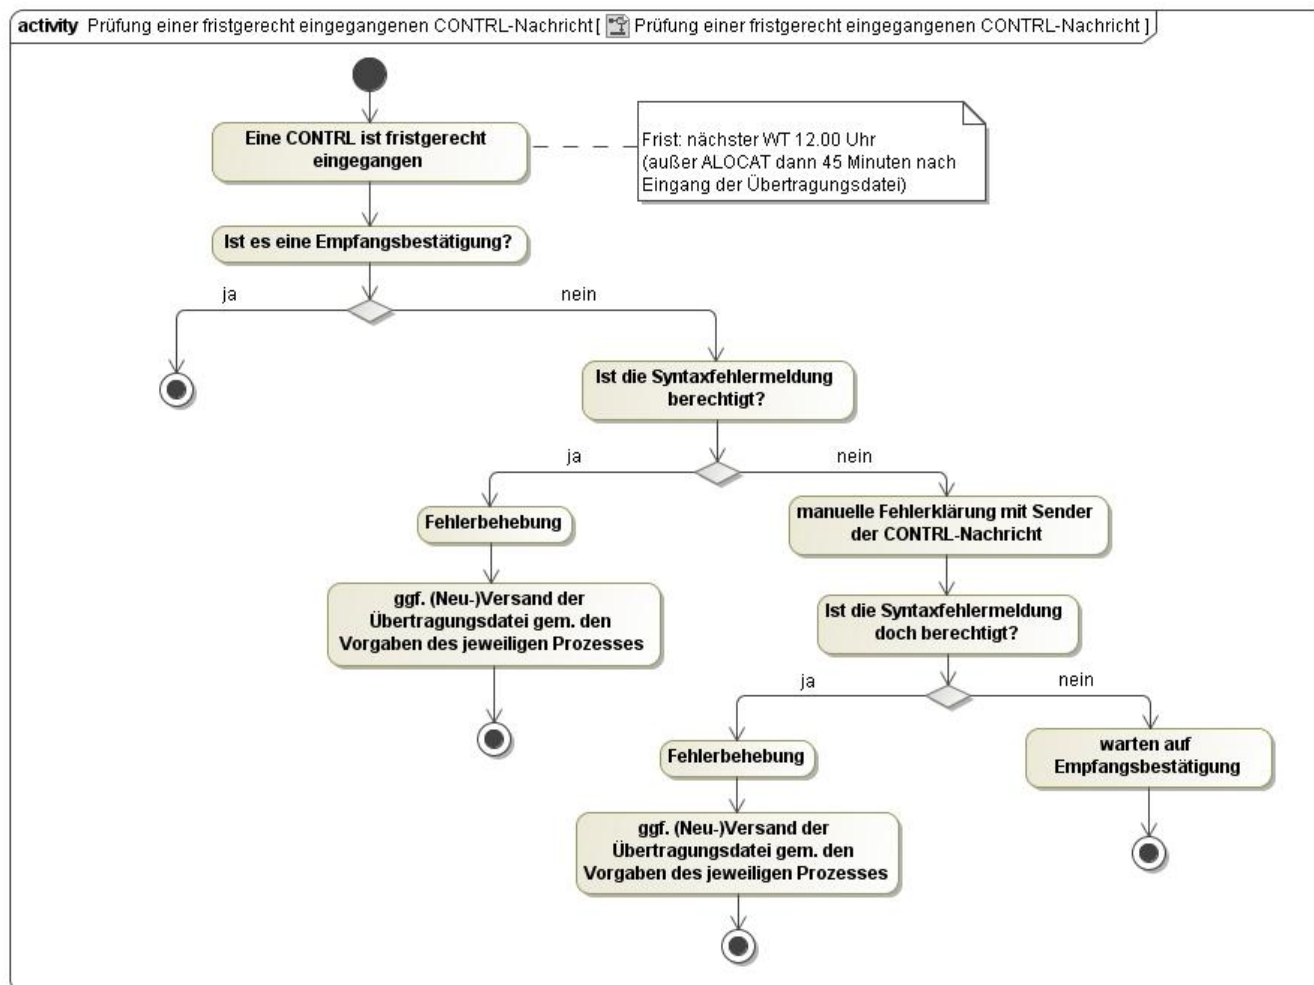 activity Prüfung einer fristgerecht eingegangenen CONTRL-Nachricht [ Prüfung einer fristgerecht eingegangenen CONTRL-Nachricht ]
Eine CONTRL ist fristgerecht
eingegangen
Frist: nächster WT 12.00 Uhr
(außer ALOCAT dann 45 Minuten nach
Eingang der Übertragungsdatei)
Ist es eine Empfangsbestätigung?
ja
nein
Ist die Syntaxfehlermeldung
berechtigt?
ja
nein
Fehlerbehebung
manuelle Fehlerklärung mit Sender
der CONTRL-Nachricht
ggf. (Neu-)Versand der
Übertragungsdatei gem. den
Vorgaben des jeweiligen Prozesses
Ist die Syntaxfehlermeldung
doch berechtigt?
ja
nein
Fehlerbehebung
warten auf
Empfangsbestätigung
ggf. (Neu-)Versand der
Übertragungsdatei gem. den
Vorgaben des jeweiligen Prozesses